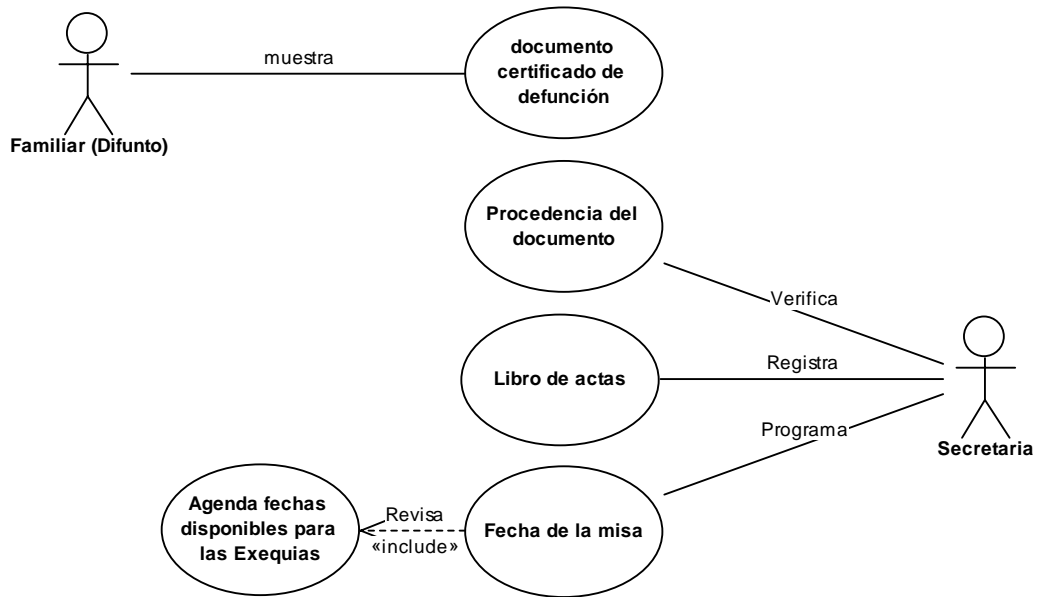 muestra
documento
certificado de
defunción
Familiar (Difunto)
Procedencia del
documento
Verifica
Libro de actas
Registra
Programa
Secretaria
Agenda fechas
disponibles para
las Exequias
Revisa
«include»
Fecha de la misa